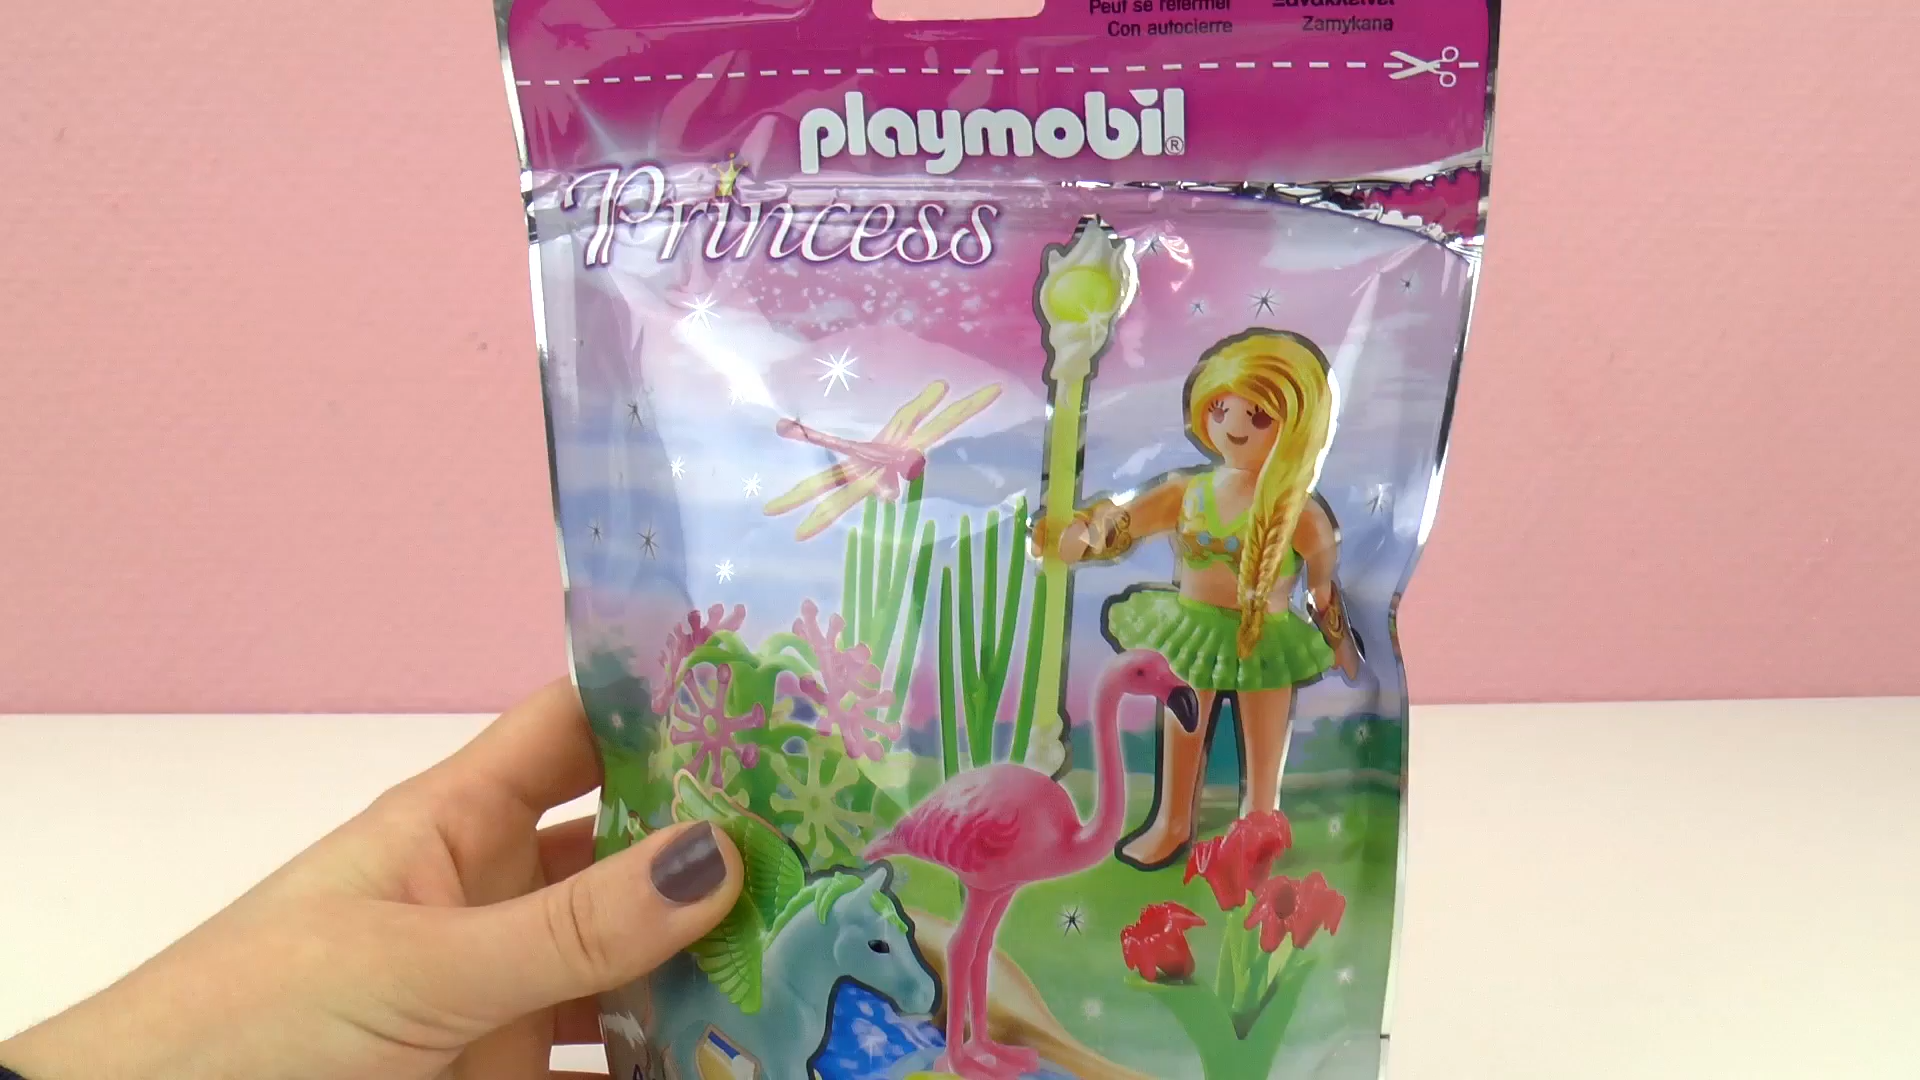 Peut se refermer
Con autocierre
Zamykana
playmobil®
Princess